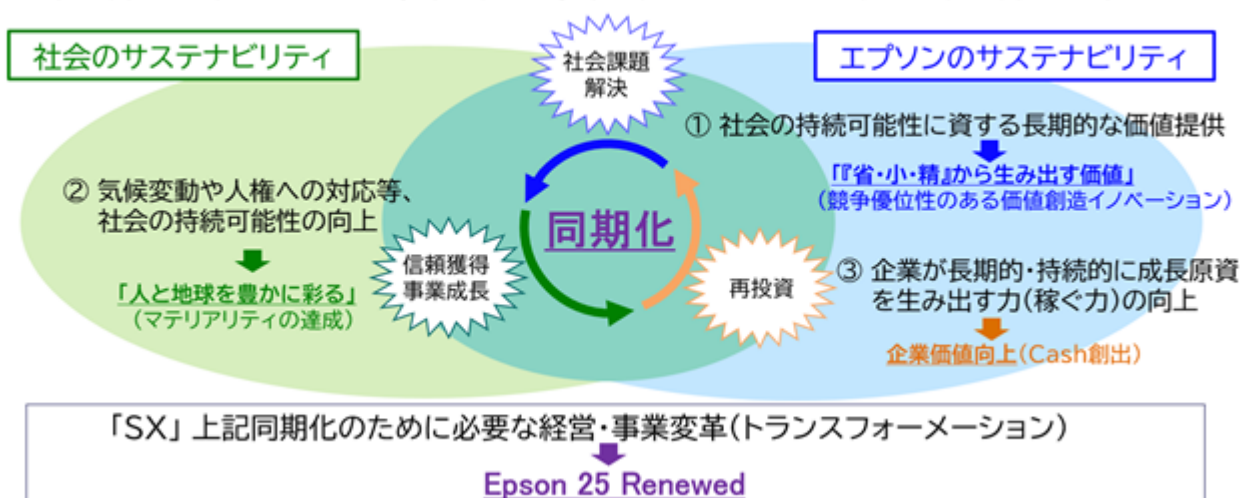 社会のサステナビリティ
社会課題
解決
エプソンのサステナビリティ
① 社会の持続可能性に資する長期的な価値提供
「『省・小・精』から生み出す価値」
（競争優位性のある価値創造イノベーション）
② 気候変動や人権への対応等、
社会の持続可能性の向上
「人と地球を豊かに彩る」
（マテリアリティの達成）
同期化
信頼獲得
事業成長
再投資
③ 企業が長期的・持続的に成長原資
を生み出す力(稼ぐ力)の向上
企業価値向上(Cash創出)
「SX」 上記同期化のために必要な経営・事業変革(トランスフォーメーション)
Epson 25 Renewed